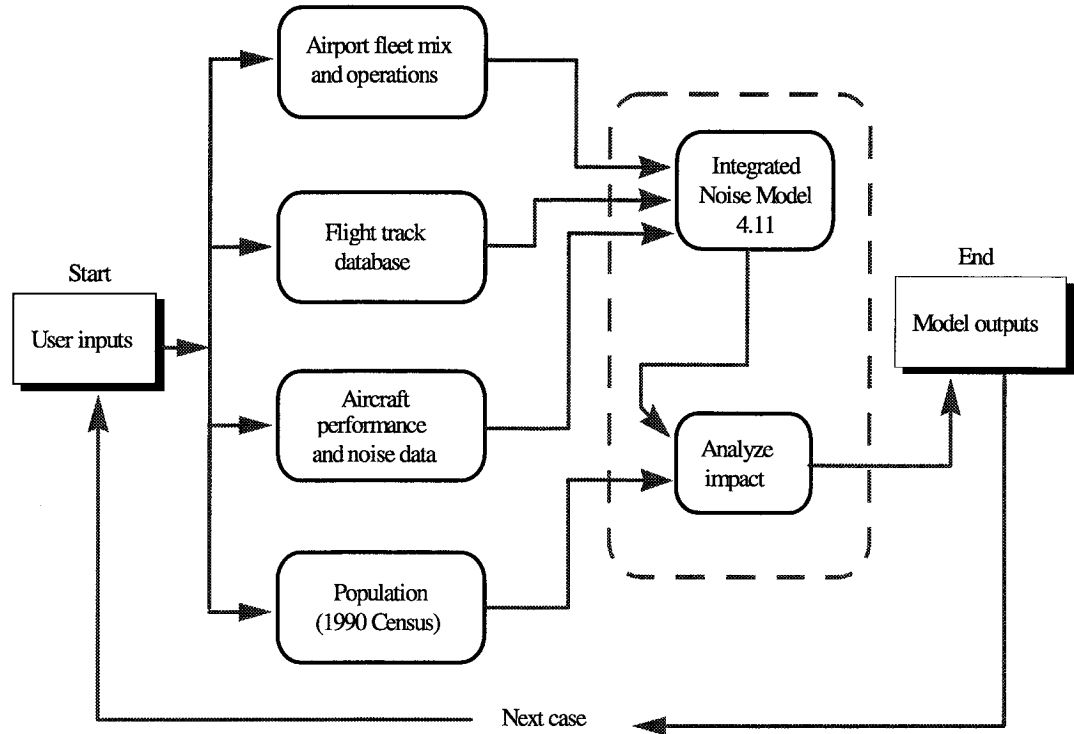 Airport fleet mix
and operations
Integrated
Noise Model
4.11
Flight track
database
Start
User inputs
End
Model outputs
Aircraft
performance
and noise data
Analyze
impact
Population
(1990 Census)
Next case